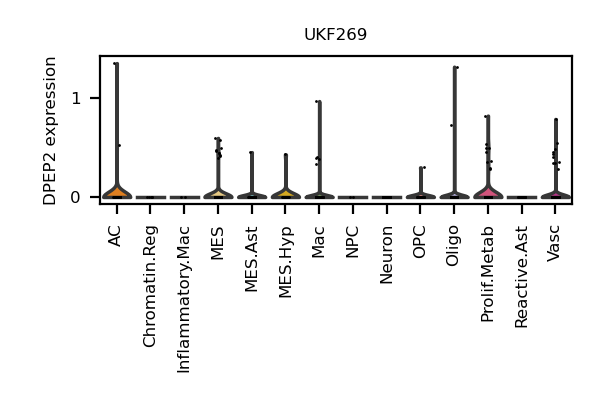 UKF269
DPEP2 expression
1
0
AC
Chromatin.Reg
Inflammatory.Mac
MES
MES.Ast
MES.Hyp
Mac
NPC
Neuron
OPC
Oligo
Prolif.Metab
Reactive.Ast
Vasc